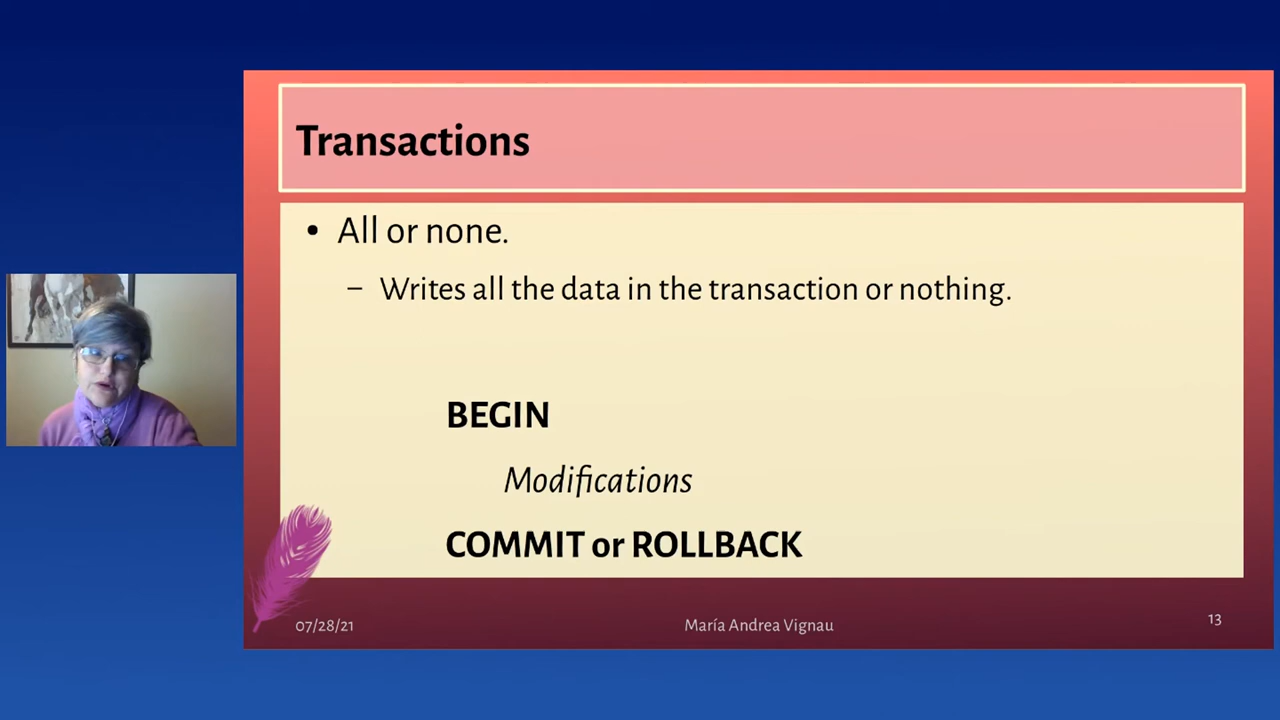 Transactions
• All or none.
– Writes all the data in the transaction or nothing.
BEGIN
Modifications
COMMIT or ROLLBACK
07/28/21
María Andrea Vignau
13